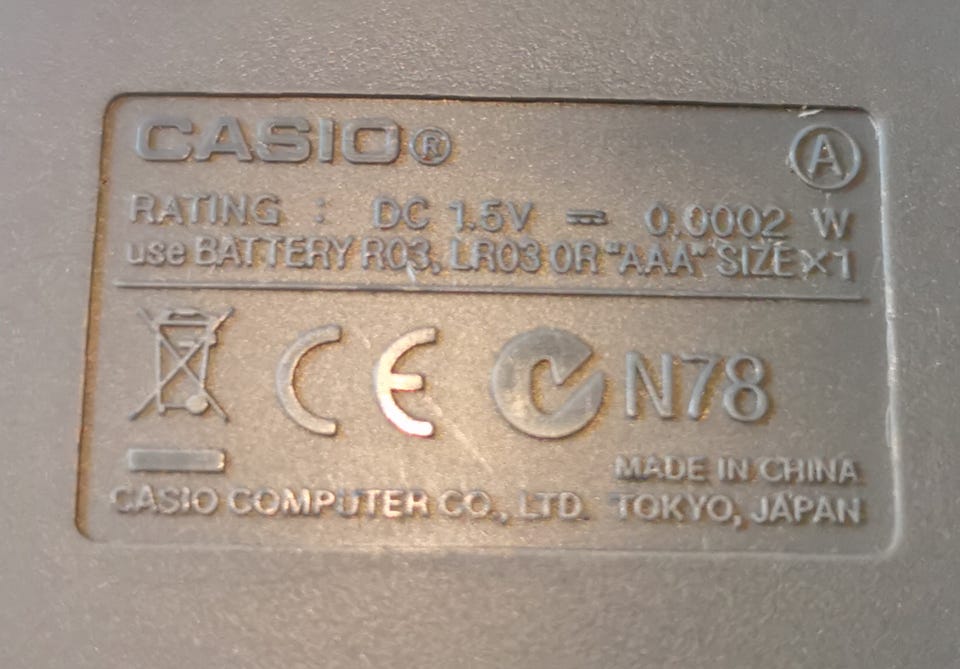 CASIO® A
RATING : DC 1.5V ⎓ 0.0002 W
use BATTERY R03, LR03 OR "AAA" SIZE×1
CE N78
MADE IN CHINA
CASIO COMPUTER CO., LTD. TOKYO, JAPAN